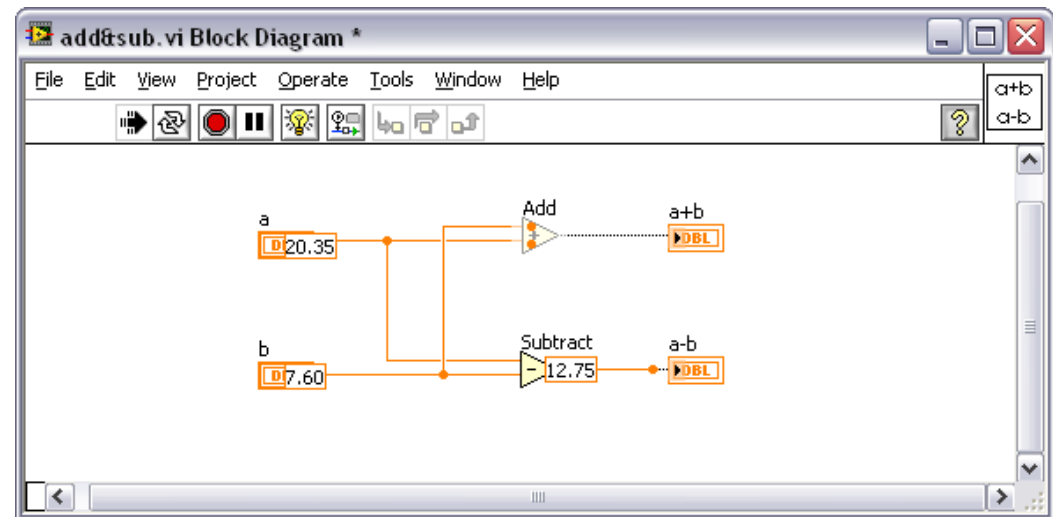 add&sub.vi Block Diagram *
File Edit View Project Operate Tools Window Help
a+b
a-b
?
Add
a
a+b
20.35
DBL
b
Subtract
a-b
7.60
12.75
DBL